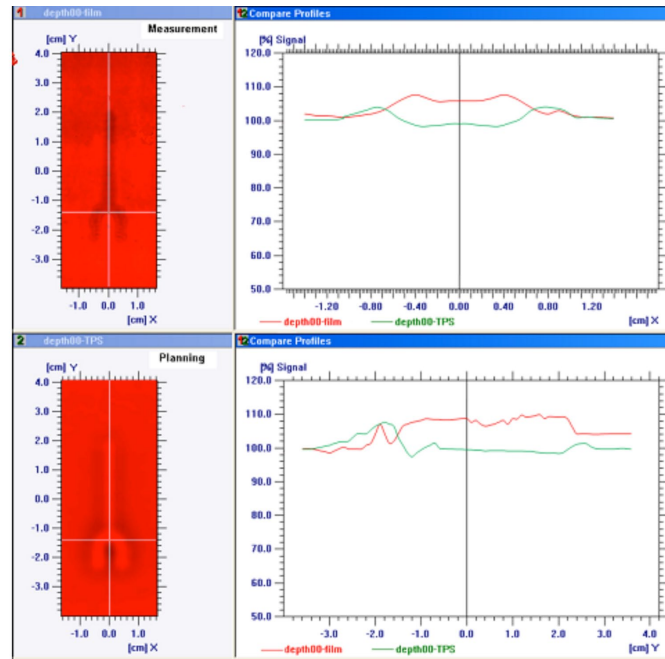 1 depth00-film
Measurement
[cm] Y
4.0
3.0
2.0
1.0
0.0
-1.0
-2.0
-3.0
-1.0 0.0 1.0
[cm] X
12 Compare Profiles
[%] Signal
120.0
110.0
100.0
90.0
80.0
70.0
60.0
50.0
-1.20 -0.80 -0.40 0.00 0.40 0.80 1.20
depth00-film depth00-TPS [cm] X
2 depth00-TPS
Planning
[cm] Y
4.0
3.0
2.0
1.0
0.0
-1.0
-2.0
-3.0
-1.0 0.0 1.0
[cm] X
12 Compare Profiles
[%] Signal
120.0
110.0
100.0
90.0
80.0
70.0
60.0
50.0
-3.0 -2.0 -1.0 0.0 1.0 2.0 3.0
depth00-film depth00-TPS [cm] Y